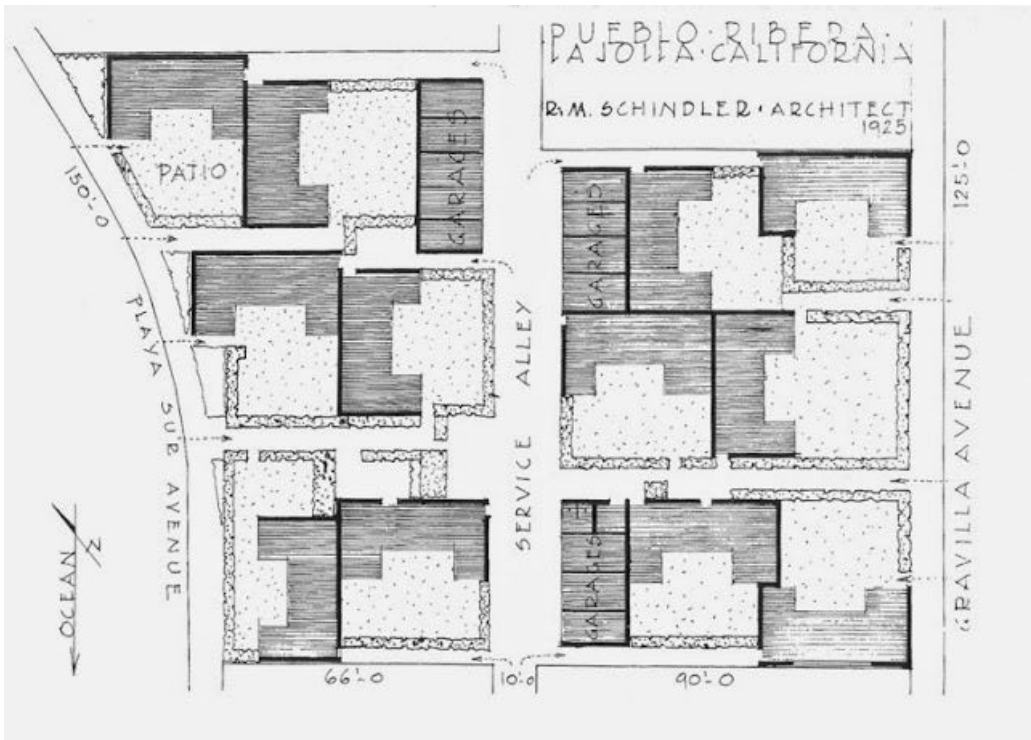 PUEBLO·RIBERA·
LA JOLLA·CALIFORNIA
R·M. SCHINDLER·ARCHITECT
1925
PATIO
GARAGES
150'-0
125'-0
GARAGES
PLAYA SUR AVENUE
SERVICE ALLEY
GRAVILLA AVENUE
GARAGES
OCEAN
N
66'-0
10'-0
90'-0